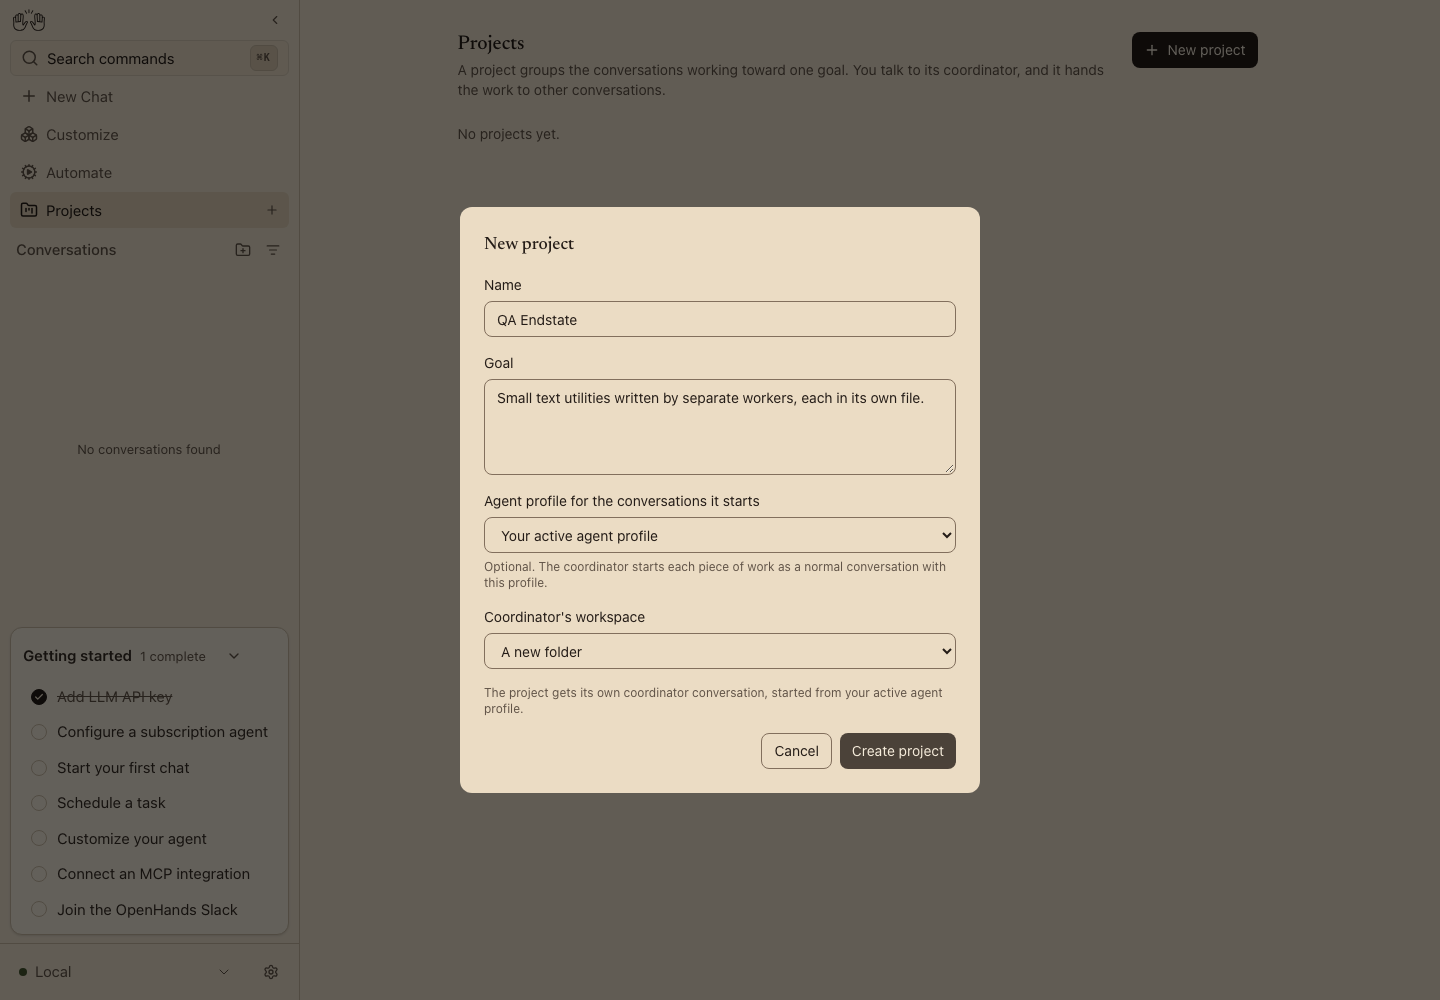 Search commands
⌘K
New Chat
Customize
Automate
Projects
Conversations
No conversations found
Getting started 1 complete
Add LLM API key
Configure a subscription agent
Start your first chat
Schedule a task
Customize your agent
Connect an MCP integration
Join the OpenHands Slack
Local
Projects
A project groups the conversations working toward one goal. You talk to its coordinator, and it hands
the work to other conversations.
New project
No projects yet.
New project
Name
QA Endstate
Goal
Small text utilities written by separate workers, each in its own file.
Agent profile for the conversations it starts
Your active agent profile
Optional. The coordinator starts each piece of work as a normal conversation with
this profile.
Coordinator's workspace
A new folder
The project gets its own coordinator conversation, started from your active agent
profile.
Cancel
Create project